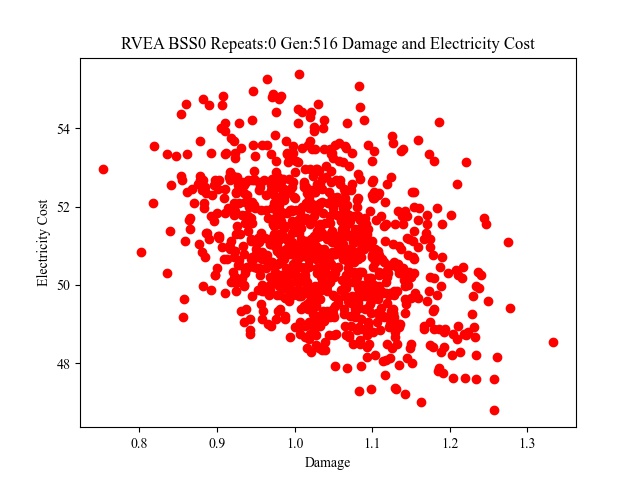 RVEA BSS0 Repeats:0 Gen:516 Damage and Electricity Cost
Electricity Cost
54
52
50
48
0.8 0.9 1.0 1.1 1.2 1.3
Damage